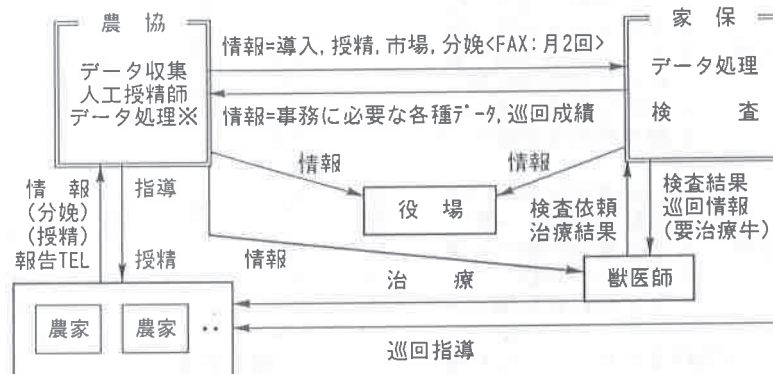 農協
データ収集
人工授精師
データ処理※
家保
データ処理
検査
情報=導入,授精,市場,分娩<FAX:月2回>
情報=事務に必要な各種データ,巡回成績
情報
情報
役場
情報
(分娩)
(授精)
報告TEL
指導
授精
情報
検査依頼
治療結果
検査結果
巡回情報
(要治療牛)
獣医師
治療
農家
農家
‥
巡回指導